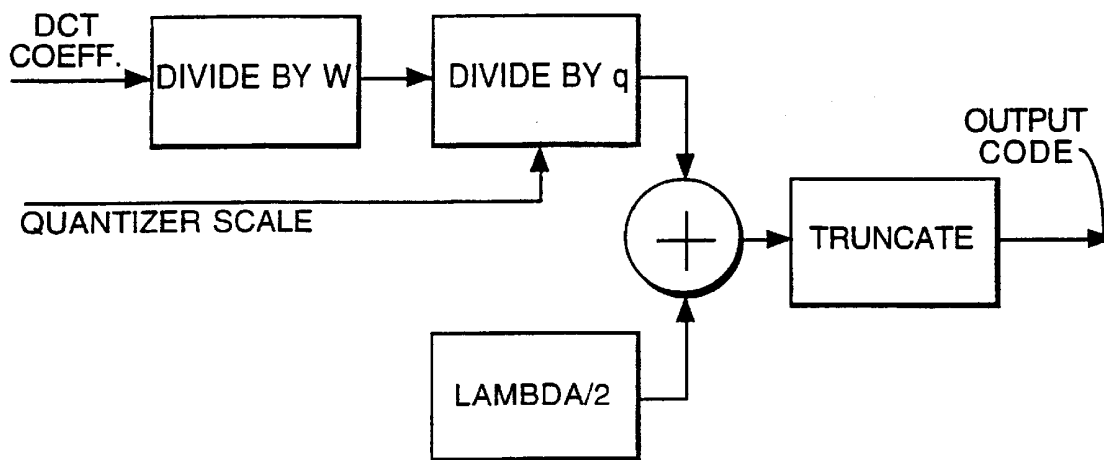 DCT
COEFF.
DIVIDE BY W
DIVIDE BY q
QUANTIZER SCALE
OUTPUT
CODE
TRUNCATE
LAMBDA/2